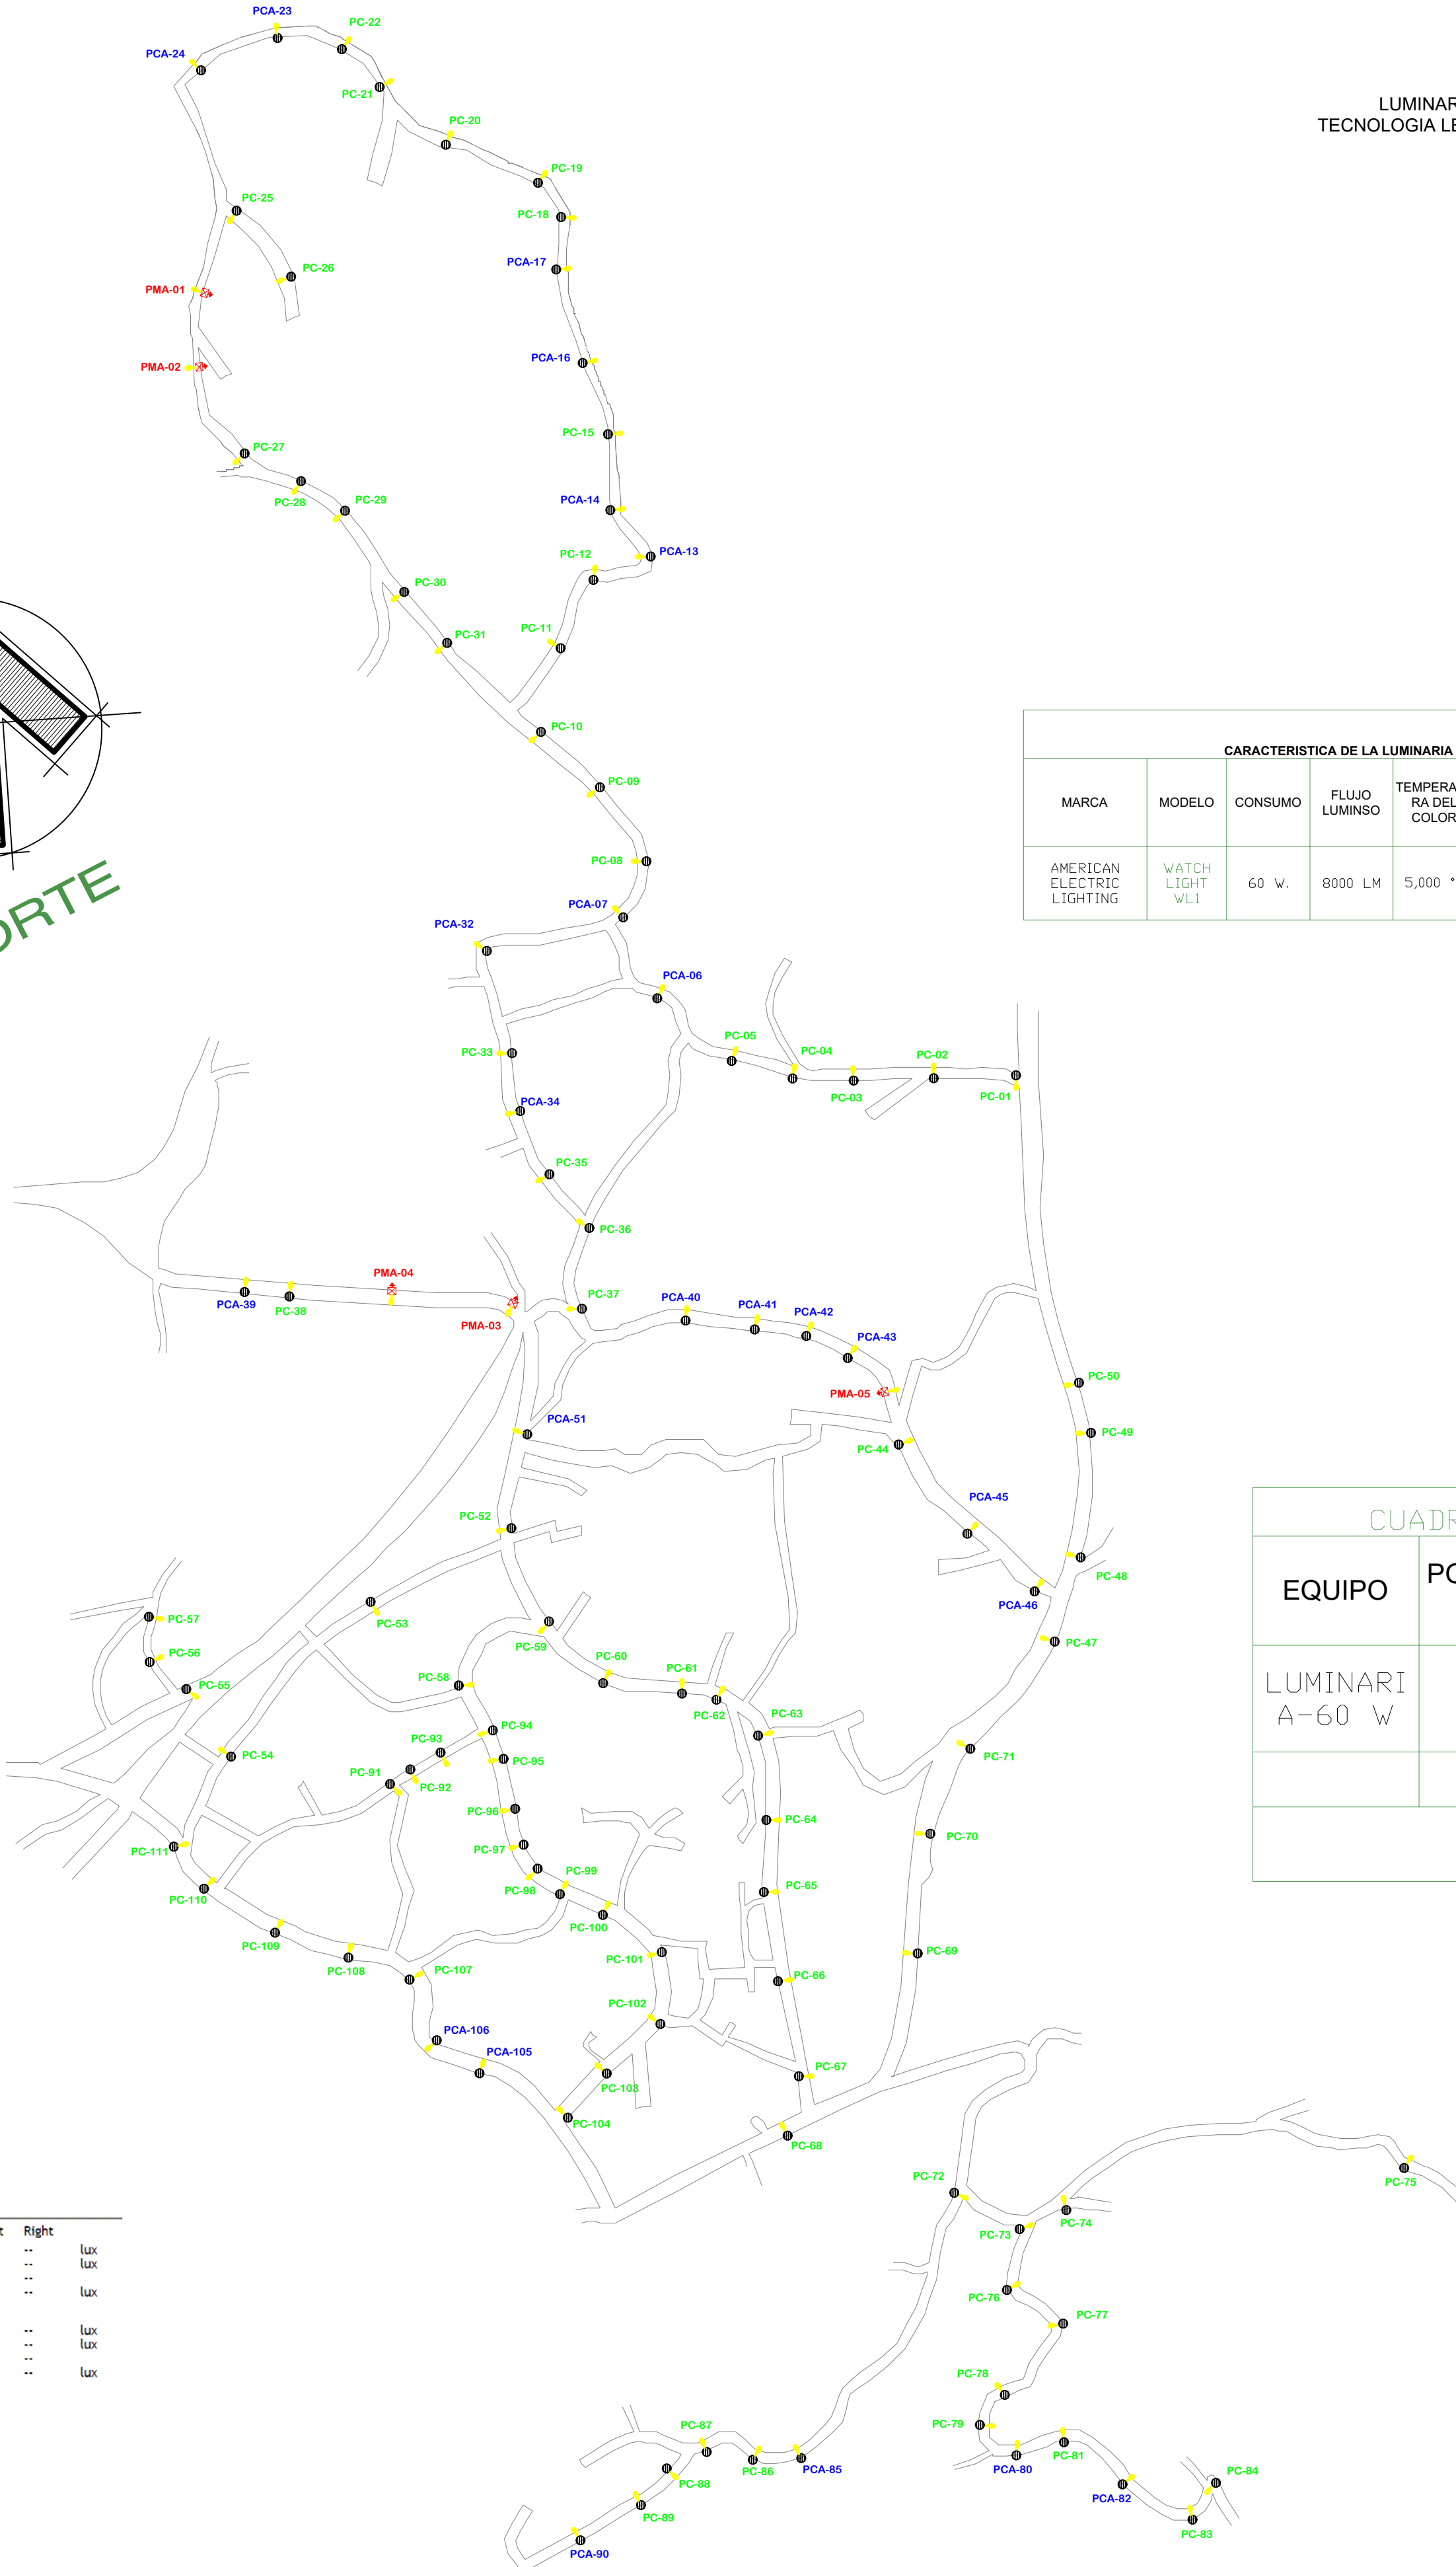 PCA-23
PC-22
PCA-24
PC-21
LUMINAR
TECNOLOGIA LE
PC-20
PC-19
PC-25
PC-18
PCA-17
PC-26
PMA-01
PCA-16
PMA-02
PC-15
PC-27
PCA-14
PC-28
PC-29
PC-12
PCA-13
PC-30
PC-11
PC-31
PC-10
CARACTERISTICA DE LA LUMINARIA
MARCA
MODELO
CONSUMO
FLUJO
LUMINSO
TEMPERA
RA DEL
COLOR
AMERICAN
ELECTRIC
LIGHTING
WATCH
LIGHT
WL1
60 W.
8000 LM
5,000 °
PC-09
PC-08
ORTE
PCA-07
PCA-32
PCA-06
PC-05
PC-04
PC-33
PC-02
PC-03
PC-01
PCA-34
PC-35
PC-36
PMA-04
PCA-39
PC-38
PMA-03
PC-37
PCA-40
PCA-41
PCA-42
PCA-43
PC-50
PMA-05
PCA-51
PC-49
PC-44
PCA-45
PC-52
CUADR
EQUIPO
PC
LUMINARI
A-60 W
PC-48
PCA-46
PC-53
PC-57
PC-59
PC-47
PC-56
PC-60
PC-61
PC-58
PC-55
PC-62
PC-63
PC-94
PC-93
PC-54
PC-71
PC-95
PC-91
PC-92
PC-96
PC-64
PC-70
PC-111
PC-97
PC-98
PC-99
PC-65
PC-110
PC-100
PC-109
PC-108
PC-101
PC-69
PC-107
PC-66
PC-102
PCA-106
PCA-105
PC-67
PC-103
PC-104
PC-68
PC-72
PC-75
PC-74
PC-73
t Right
-- lux
-- lux
--
-- lux
-- lux
-- lux
--
-- lux
PC-76
PC-77
PC-78
PC-79
PC-87
PC-81
PCA-80
PC-86
PCA-85
PC-88
PC-84
PCA-82
PC-89
PC-83
PCA-90